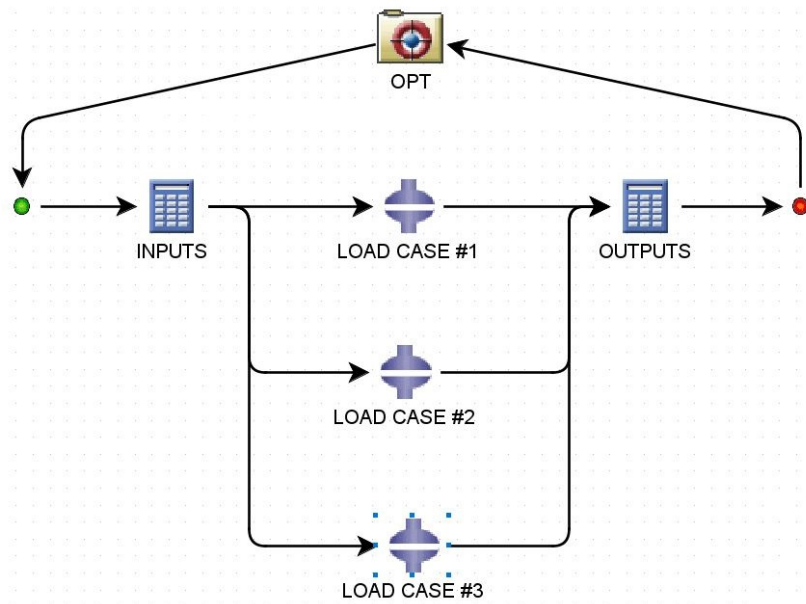 OPT
INPUTS
LOAD CASE #1
OUTPUTS
LOAD CASE #2
LOAD CASE #3